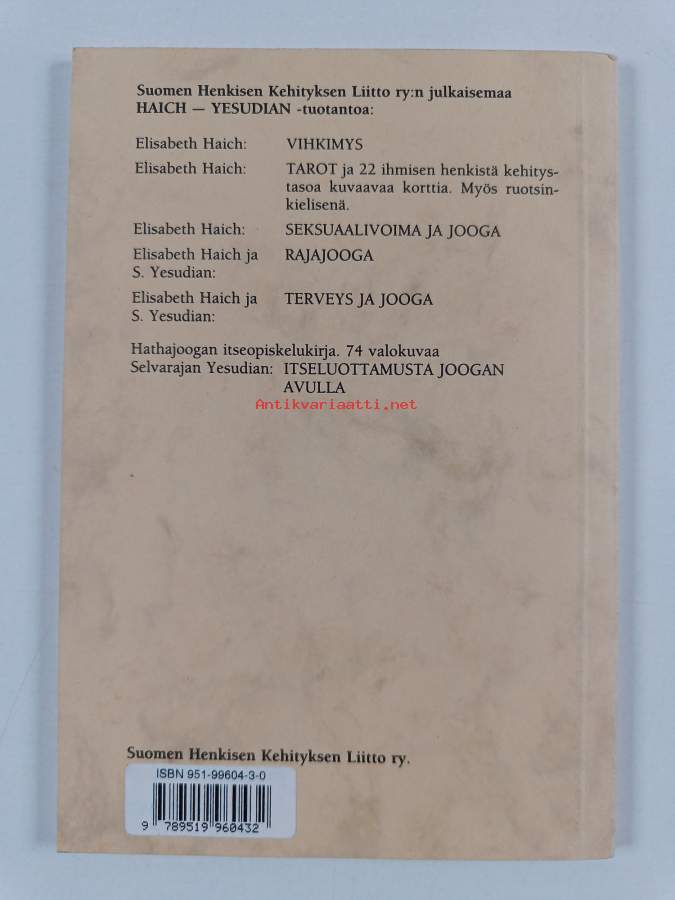 Suomen Henkisen Kehityksen Liitto ry:n julkaisemaa
HAICH — YESUDIAN -tuotantoa:
Elisabeth Haich: VIHKIMYS
Elisabeth Haich: TAROT ja 22 ihmisen henkistä kehitys-
tasoa kuvaavaa korttia. Myös ruotsin-
kielisenä.
Elisabeth Haich: SEKSUAALIVOIMA JA JOOGA
Elisabeth Haich ja RAJAJOOGA
S. Yesudian:
Elisabeth Haich ja TERVEYS JA JOOGA
S. Yesudian:
Hathajoogan itseopiskelukirja. 74 valokuvaa
Selvarajan Yesudian: ITSELUOTTAMUSTA JOOGAN
AVULLA
Antikvariaatti.net
Suomen Henkisen Kehityksen Liitto ry.
ISBN 951-99604-3-0
9 789519 960432